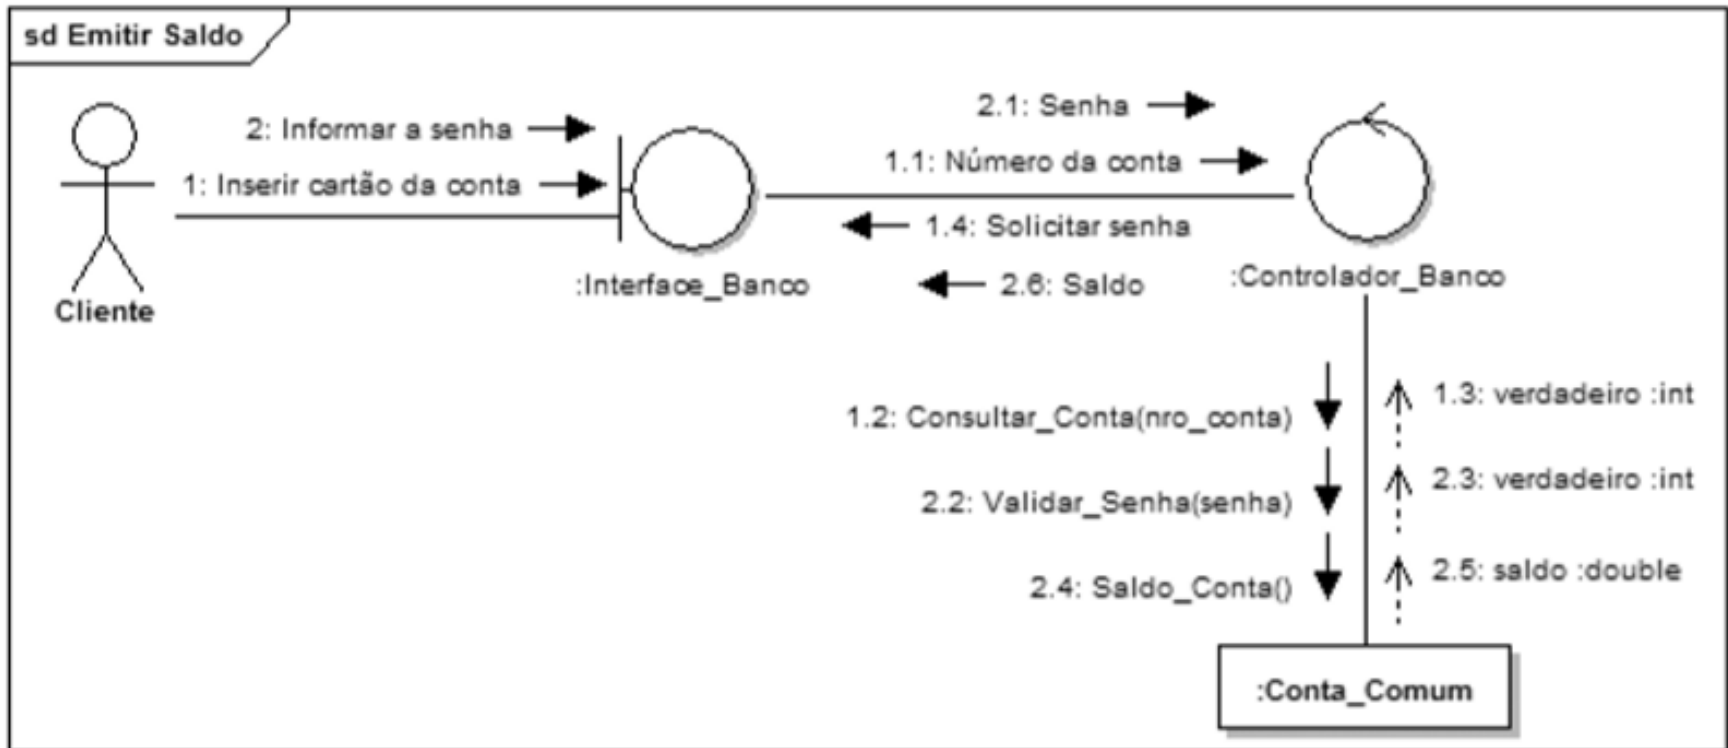 sd Emitir Saldo
2.1: Senha
2: Informar a senha
1.1: Número da conta
1: Inserir cartão da conta
1.4: Solicitar senha
:Interface_Banco
2.6: Saldo
:Controlador_Banco
Cliente
1.3: verdadeiro :int
1.2: Consultar_Conta(nro_conta)
2.3: verdadeiro :int
2.2: Validar_Senha(senha)
2.5: saldo :double
2.4: Saldo_Conta()
:Conta_Comum